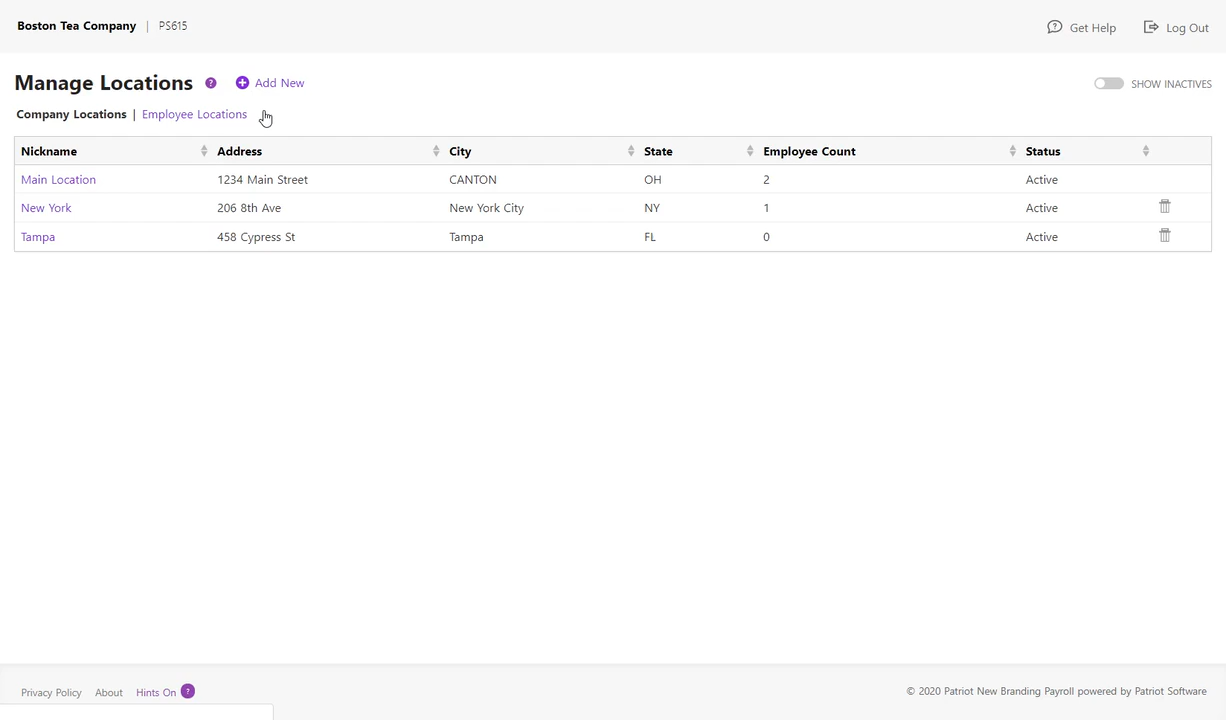 Boston Tea Company | PS615
Get Help
Log Out
Manage Locations ? Add New
SHOW INACTIVES
Company Locations | Employee Locations
Nickname Address City State Employee Count Status
Main Location 1234 Main Street CANTON OH 2 Active
New York 206 8th Ave New York City NY 1 Active
Tampa 458 Cypress St Tampa FL 0 Active
Privacy Policy About Hints On ?
© 2020 Patriot New Branding Payroll powered by Patriot Software